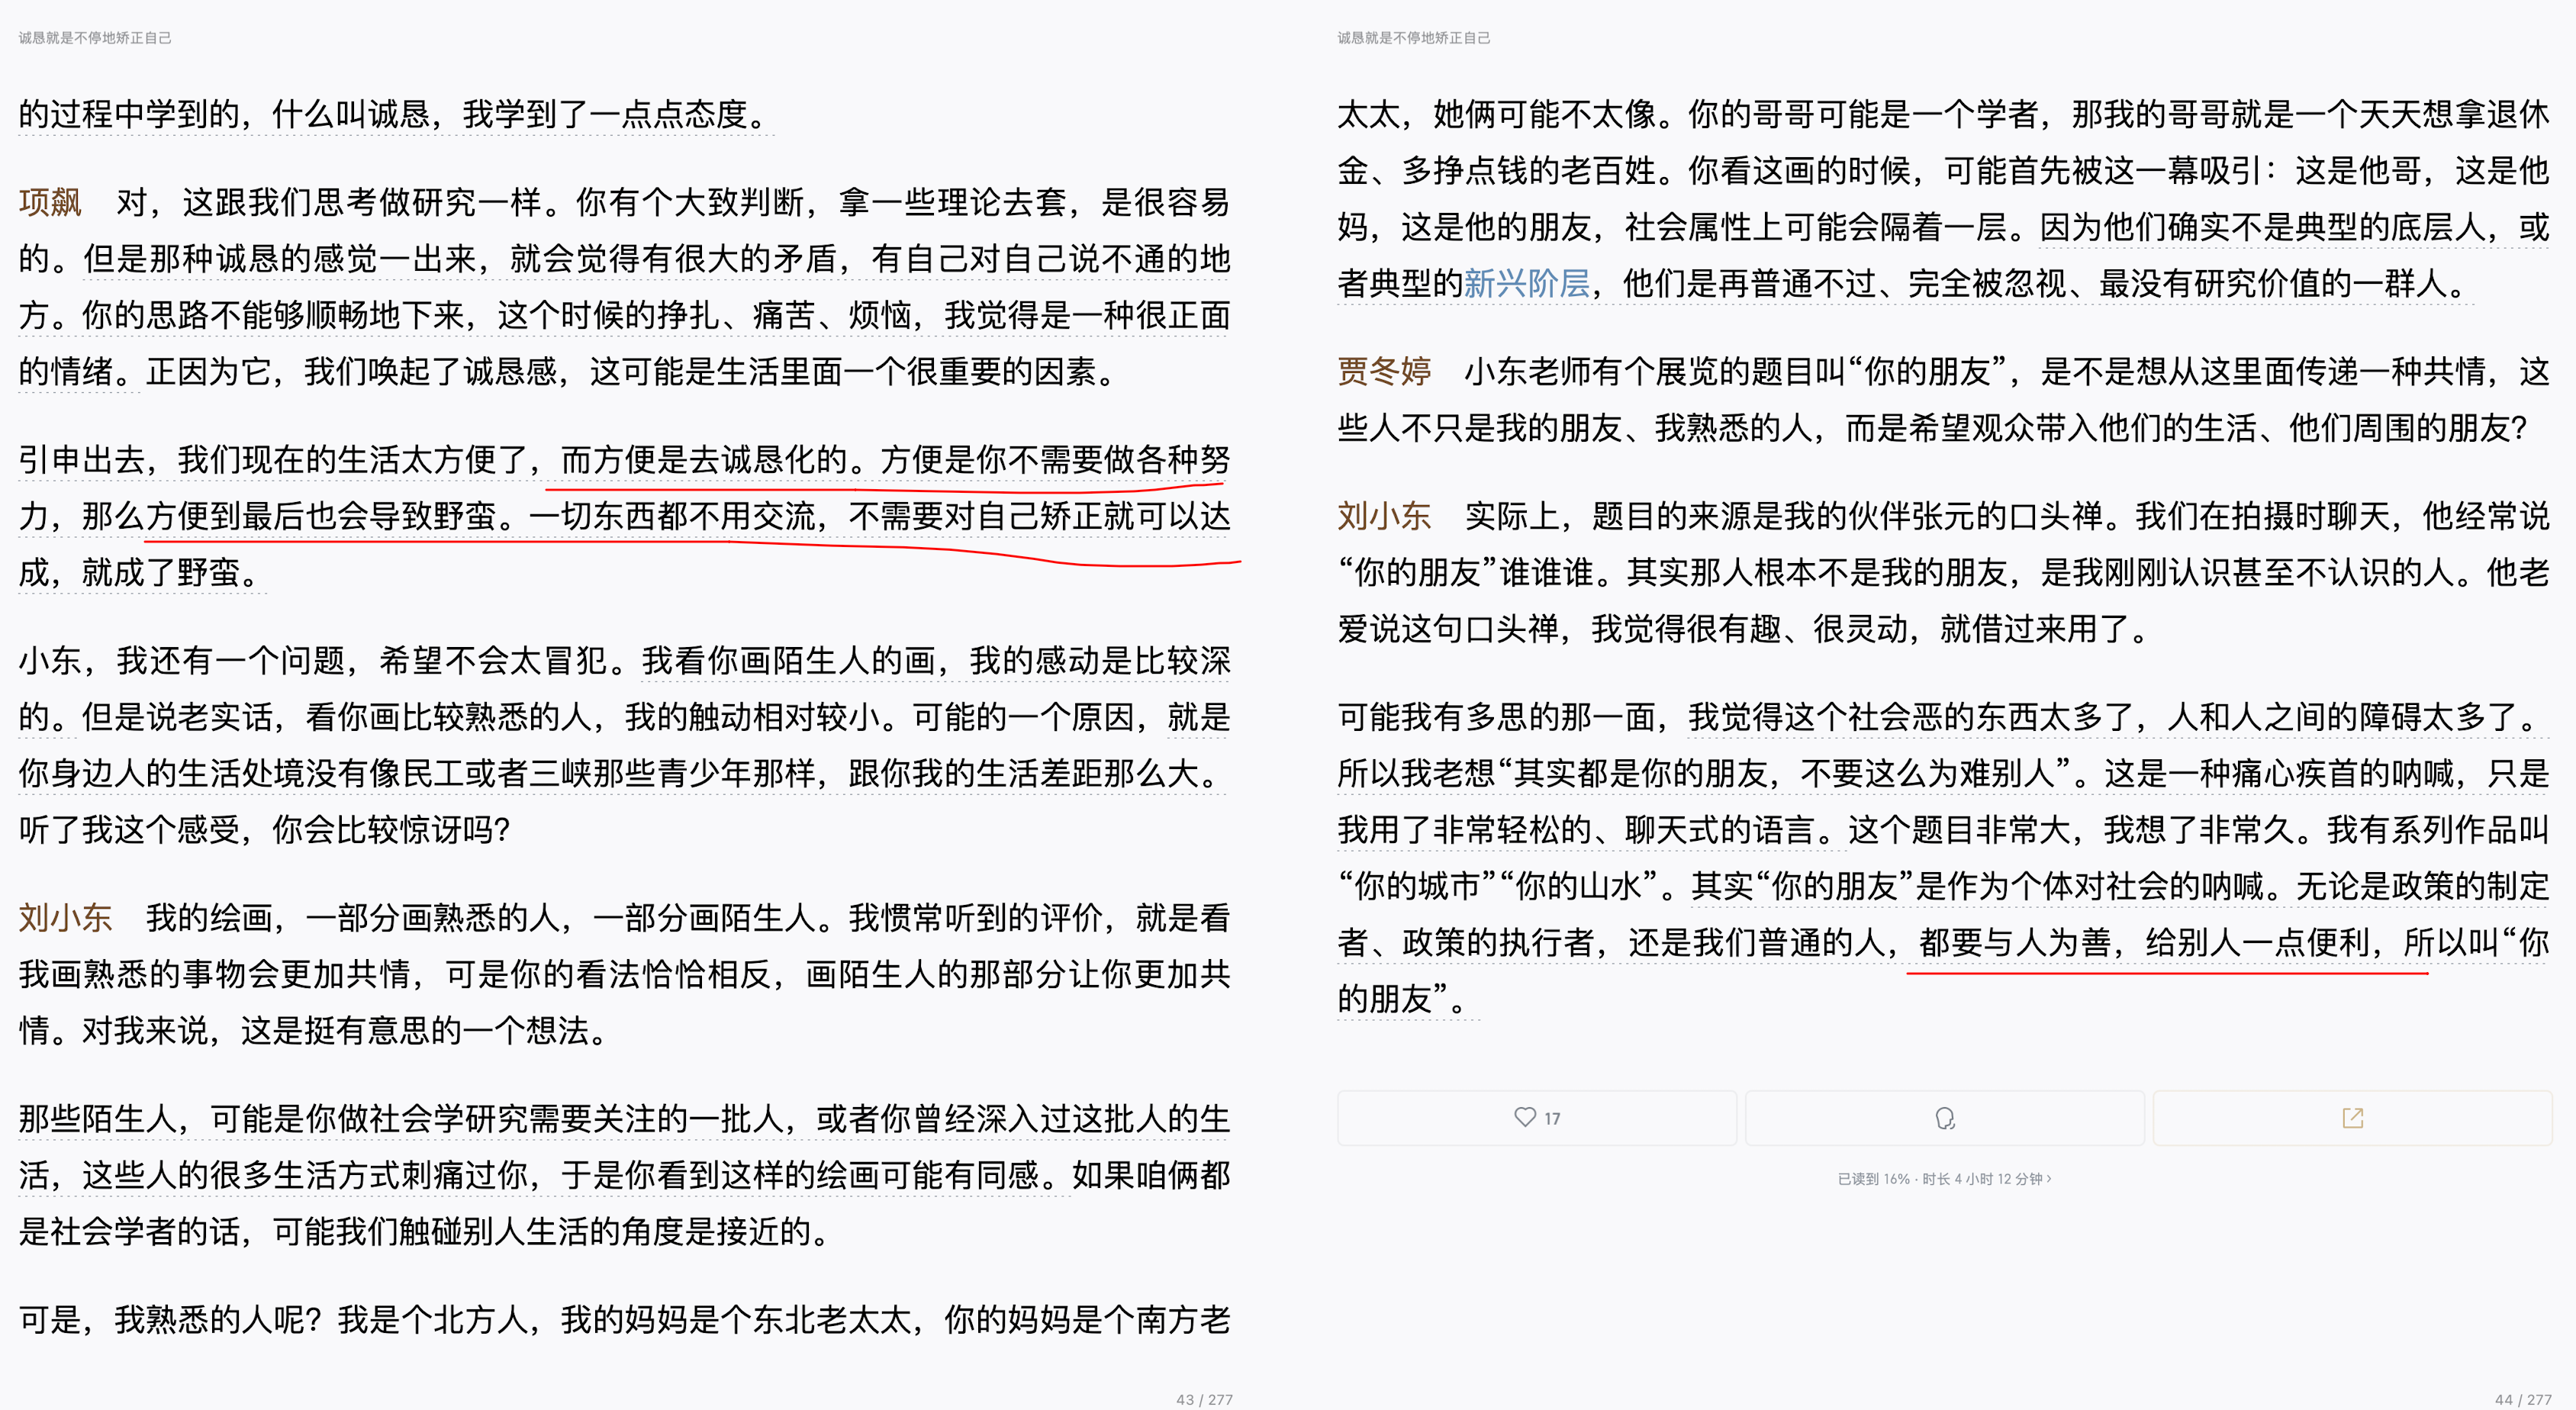 诚恳就是不停地矫正自己
的过程中学到的，什么叫诚恳，我学到了一点点态度。
项飙　对，这跟我们思考做研究一样。你有个大致判断，拿一些理论去套，是很容易
的。但是那种诚恳的感觉一出来，就会觉得有很大的矛盾，有自己对自己说不通的地
方。你的思路不能够顺畅地下来，这个时候的挣扎、痛苦、烦恼，我觉得是一种很正面
的情绪。正因为它，我们唤起了诚恳感，这可能是生活里面一个很重要的因素。
引申出去，我们现在的生活太方便了，而方便是去诚恳化的。方便是你不需要做各种努
力，那么方便到最后也会导致野蛮。一切东西都不用交流，不需要对自己矫正就可以达
成，就成了野蛮。
小东，我还有一个问题，希望不会太冒犯。我看你画陌生人的画，我的感动是比较深
的。但是说老实话，看你画比较熟悉的人，我的触动相对较小。可能的一个原因，就是
你身边人的生活处境没有像民工或者三峡那些青少年那样，跟你我的生活差距那么大。
听了我这个感受，你会比较惊讶吗？
刘小东　我的绘画，一部分画熟悉的人，一部分画陌生人。我惯常听到的评价，就是看
我画熟悉的事物会更加共情，可是你的看法恰恰相反，画陌生人的那部分让你更加共
情。对我来说，这是挺有意思的一个想法。
那些陌生人，可能是你做社会学研究需要关注的一批人，或者你曾经深入过这批人的生
活，这些人的很多生活方式刺痛过你，于是你看到这样的绘画可能有同感。如果咱俩都
是社会学者的话，可能我们触碰别人生活的角度是接近的。
可是，我熟悉的人呢？我是个北方人，我的妈妈是个东北老太太，你的妈妈是个南方老
43 / 277
诚恳就是不停地矫正自己
太太，她俩可能不太像。你的哥哥可能是一个学者，那我的哥哥就是一个天天想拿退休
金、多挣点钱的老百姓。你看这画的时候，可能首先被这一幕吸引：这是他哥，这是他
妈，这是他的朋友，社会属性上可能会隔着一层。因为他们确实不是典型的底层人，或
者典型的新兴阶层，他们是再普通不过、完全被忽视、最没有研究价值的一群人。
贾冬婷　小东老师有个展览的题目叫“你的朋友”，是不是想从这里面传递一种共情，这
些人不只是我的朋友、我熟悉的人，而是希望观众带入他们的生活、他们周围的朋友？
刘小东　实际上，题目的来源是我的伙伴张元的口头禅。我们在拍摄时聊天，他经常说
“你的朋友”谁谁谁。其实那人根本不是我的朋友，是我刚刚认识甚至不认识的人。他老
爱说这句口头禅，我觉得很有趣、很灵动，就借过来用了。
可能我有多思的那一面，我觉得这个社会恶的东西太多了，人和人之间的障碍太多了。
所以我老想“其实都是你的朋友，不要这么为难别人”。这是一种痛心疾首的呐喊，只是
我用了非常轻松的、聊天式的语言。这个题目非常大，我想了非常久。我有系列作品叫
“你的城市”“你的山水”。其实“你的朋友”是作为个体对社会的呐喊。无论是政策的制定
者、政策的执行者，还是我们普通的人，都要与人为善，给别人一点便利，所以叫“你
的朋友”。
17
已读到 16% · 时长 4 小时 12 分钟 ›
44 / 277